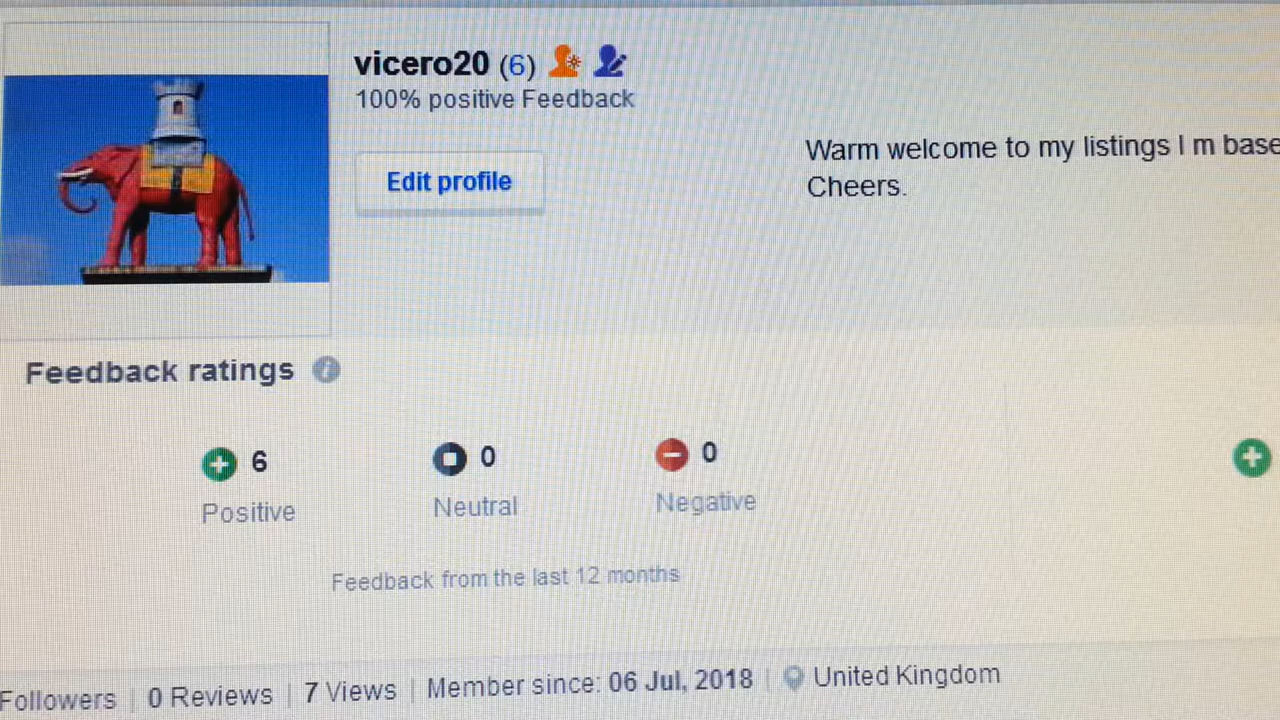 vicero20 (6)
100% positive Feedback
Edit profile
Warm welcome to my listings I m base
Cheers.
Feedback ratings
6
Positive
0
Neutral
0
Negative
Feedback from the last 12 months
Followers | 0 Reviews | 7 Views | Member since: 06 Jul, 2018 | United Kingdom